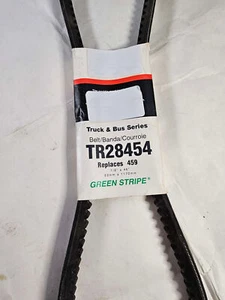 Truck & Bus Series
Belt/Banda/Courroie
TR28454
Replaces 459
GREEN STRIPE®